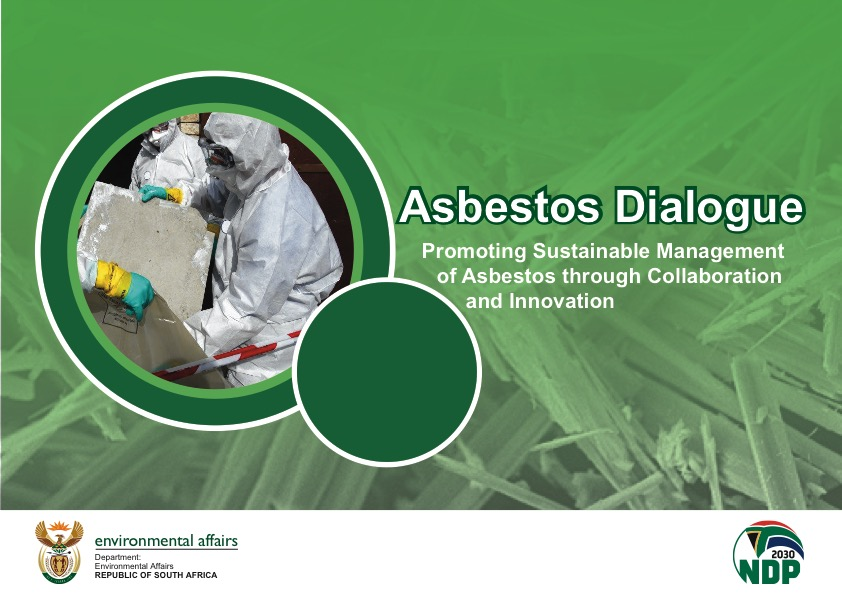 Asbestos Dialogue
Promoting Sustainable Management
of Asbestos through Collaboration
and Innovation
environmental affairs
Department:
Environmental Affairs
REPUBLIC OF SOUTH AFRICA
2030
NDP